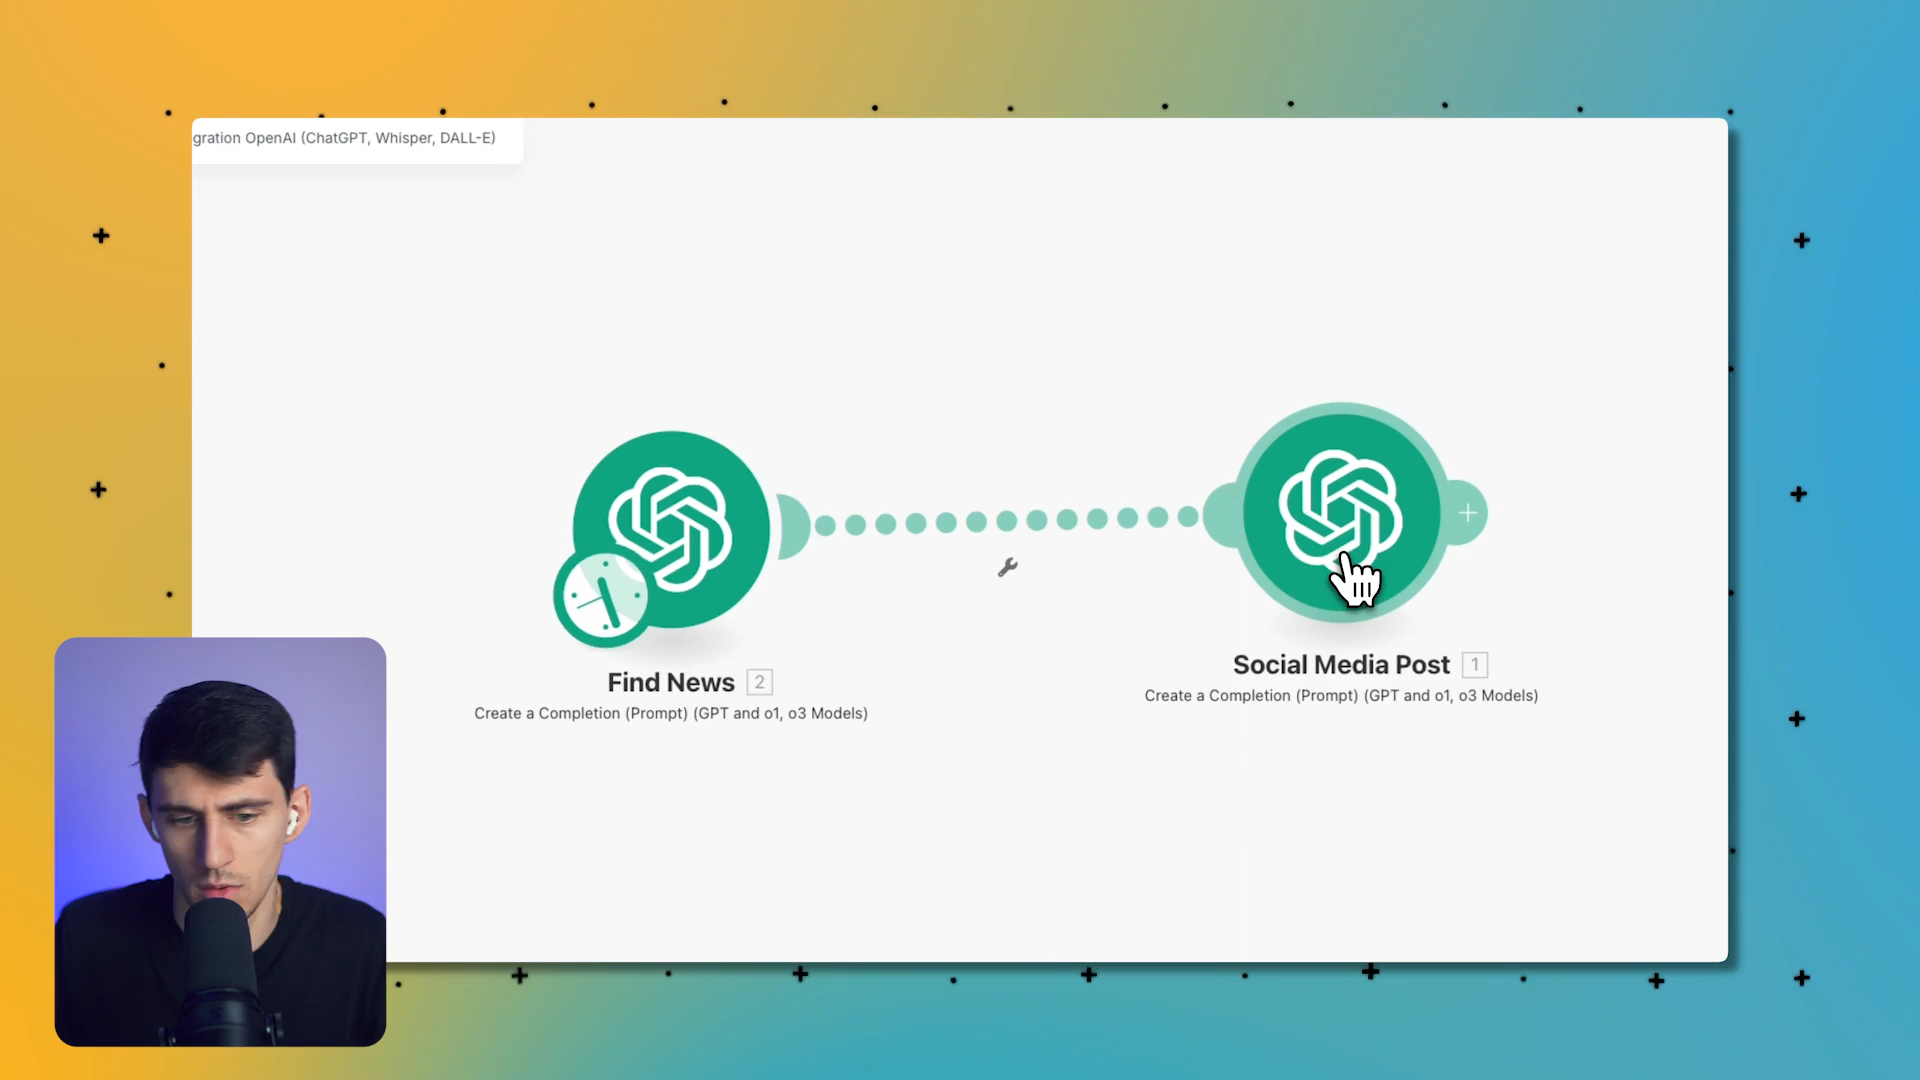 gration OpenAI (ChatGPT, Whisper, DALL-E)
Find News 2
Create a Completion (Prompt) (GPT and o1, o3 Models)
Social Media Post 1
Create a Completion (Prompt) (GPT and o1, o3 Models)